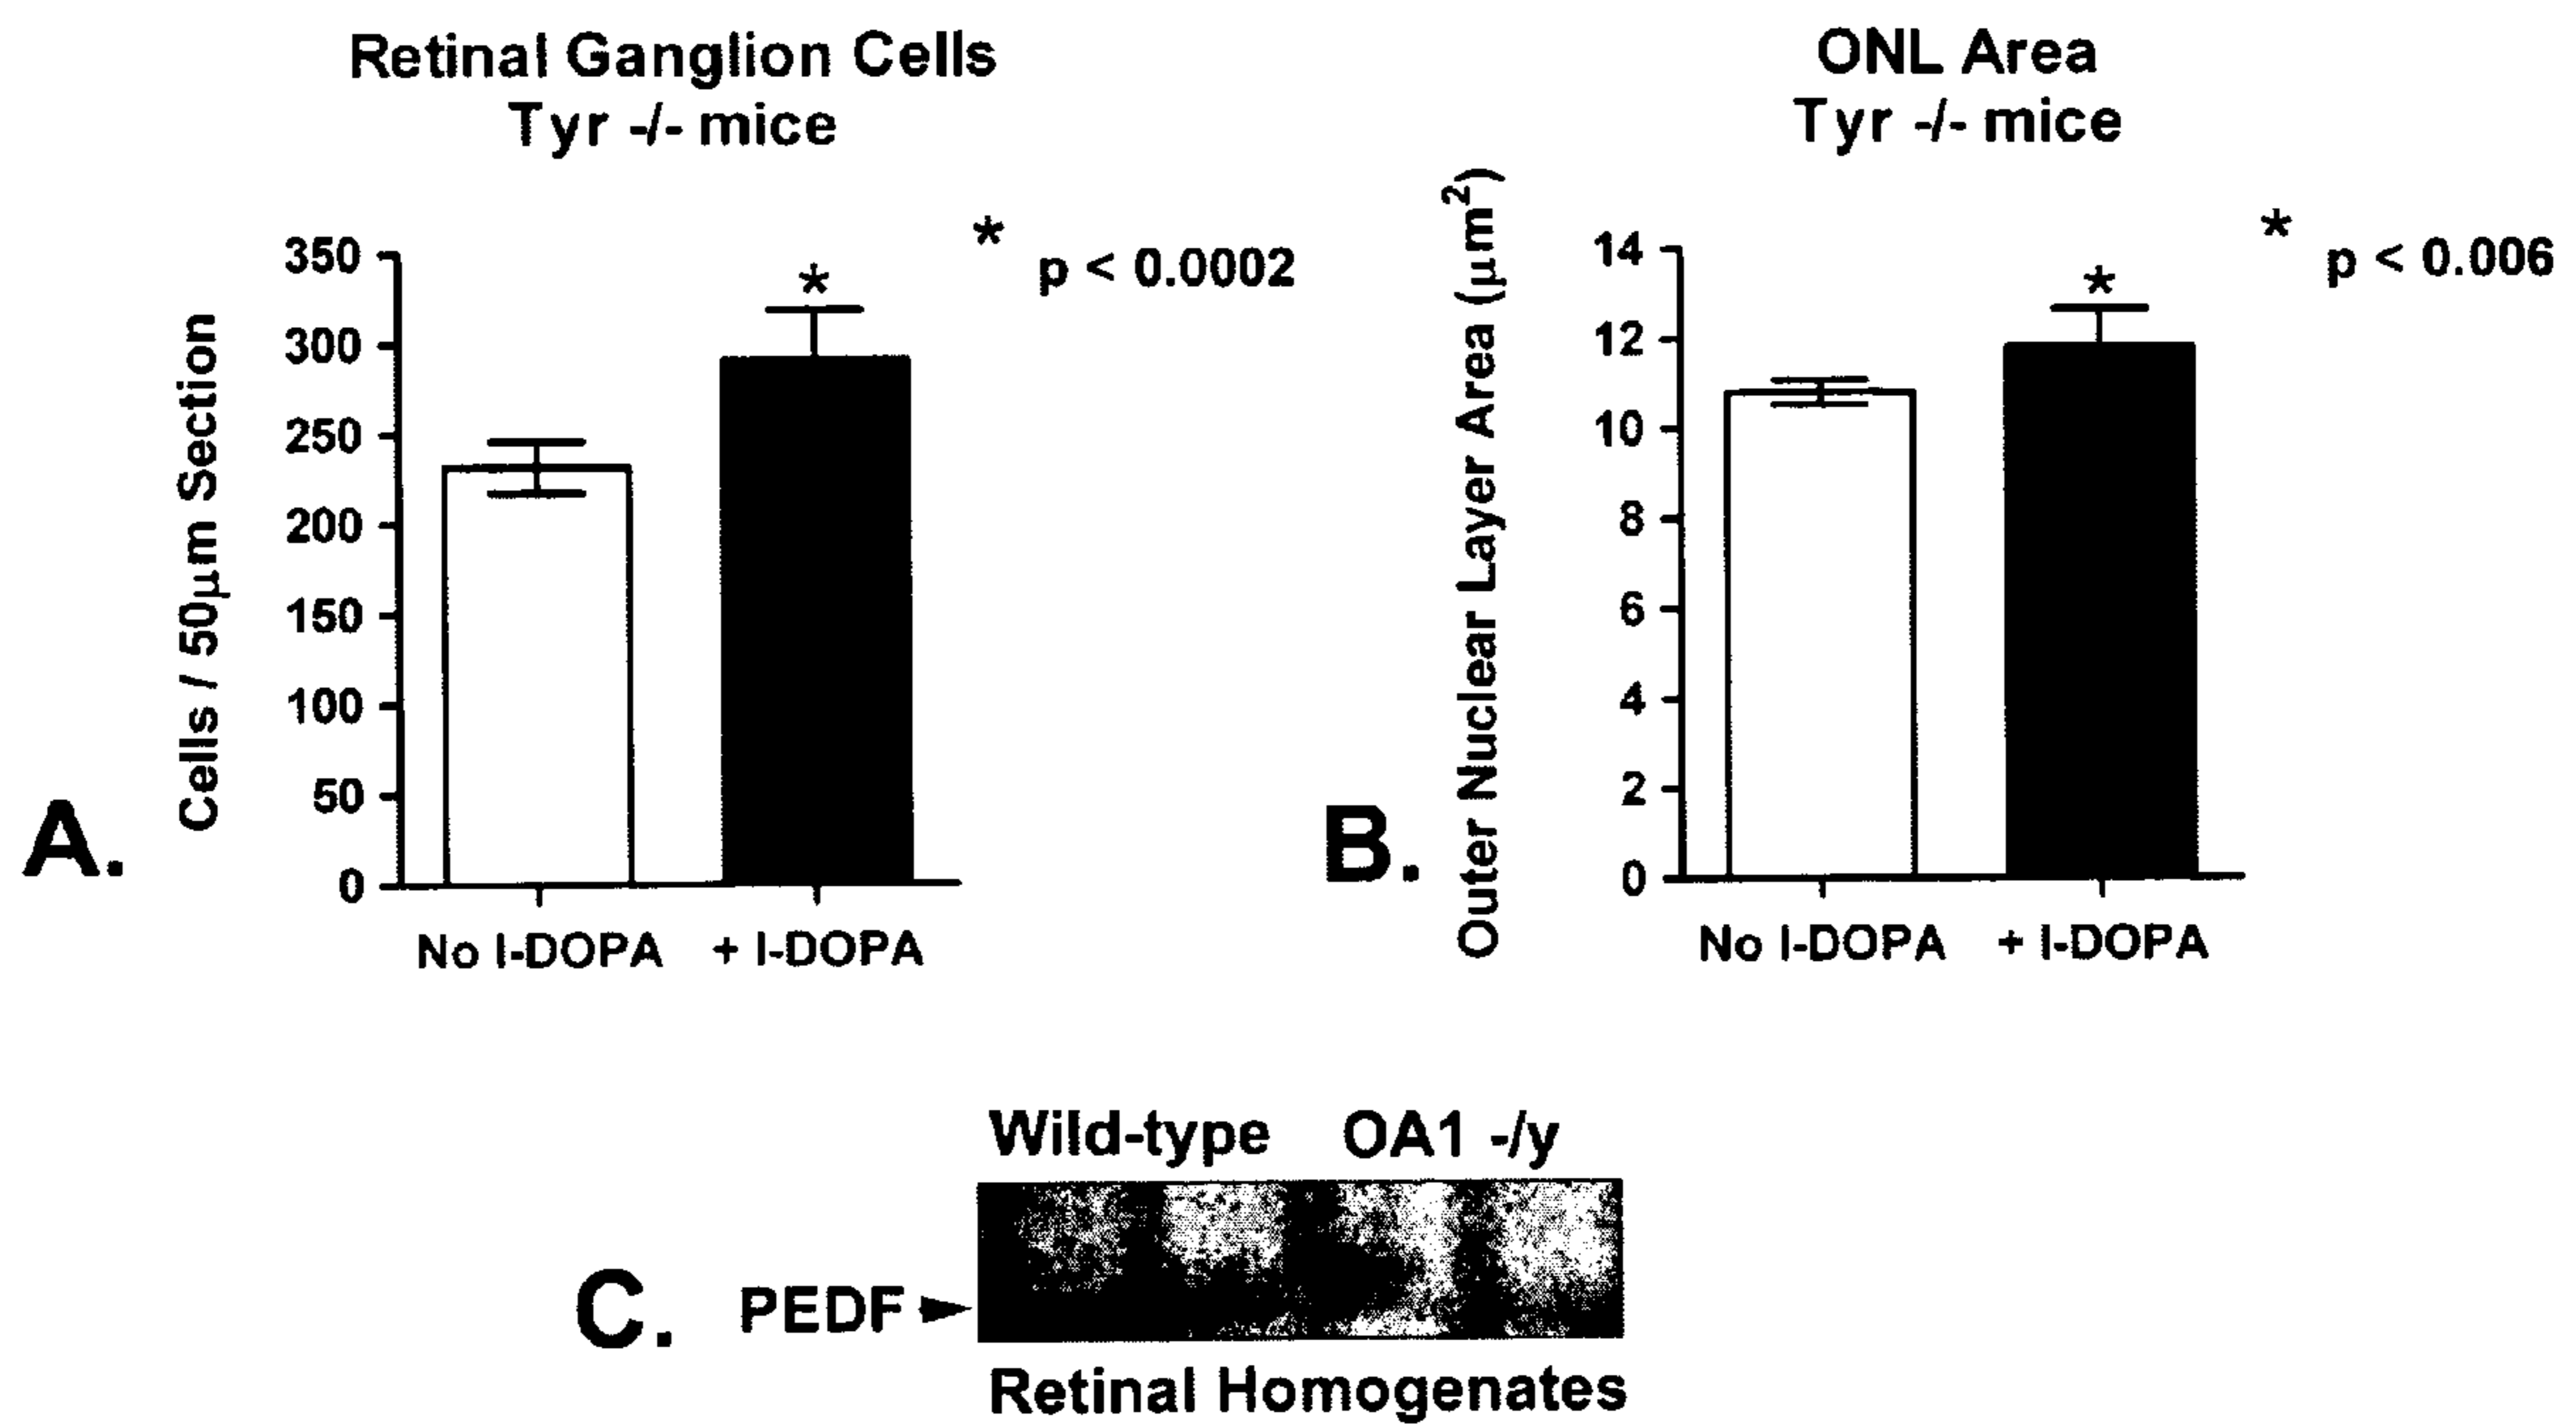 Retinal Ganglion Cells
Tyr -/- mice
* p < 0.0002
*
350
300
250
200
150
100
50
0
Cells / 50μm Section
No l-DOPA
+ l-DOPA
A.
ONL Area
Tyr -/- mice
* p < 0.006
*
14
12
10
8
6
4
2
0
Outer Nuclear Layer Area (μm²)
No l-DOPA
+ l-DOPA
B.
Wild-type
OA1 -/y
C.
PEDF
Retinal Homogenates